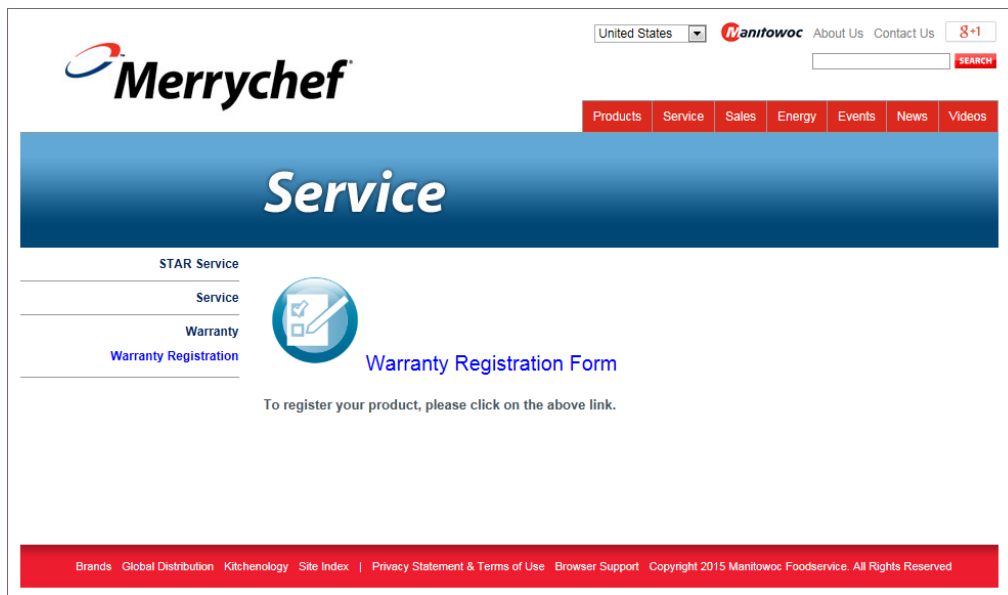 United States
Manitowoc About Us Contact Us
g+1
Merrychef
SEARCH
Products Service Sales Energy Events News Videos
Service
STAR Service
Service
Warranty
Warranty Registration
Warranty Registration Form
To register your product, please click on the above link.
Brands Global Distribution Kitchenology Site Index | Privacy Statement & Terms of Use Browser Support Copyright 2015 Manitowoc Foodservice. All Rights Reserved